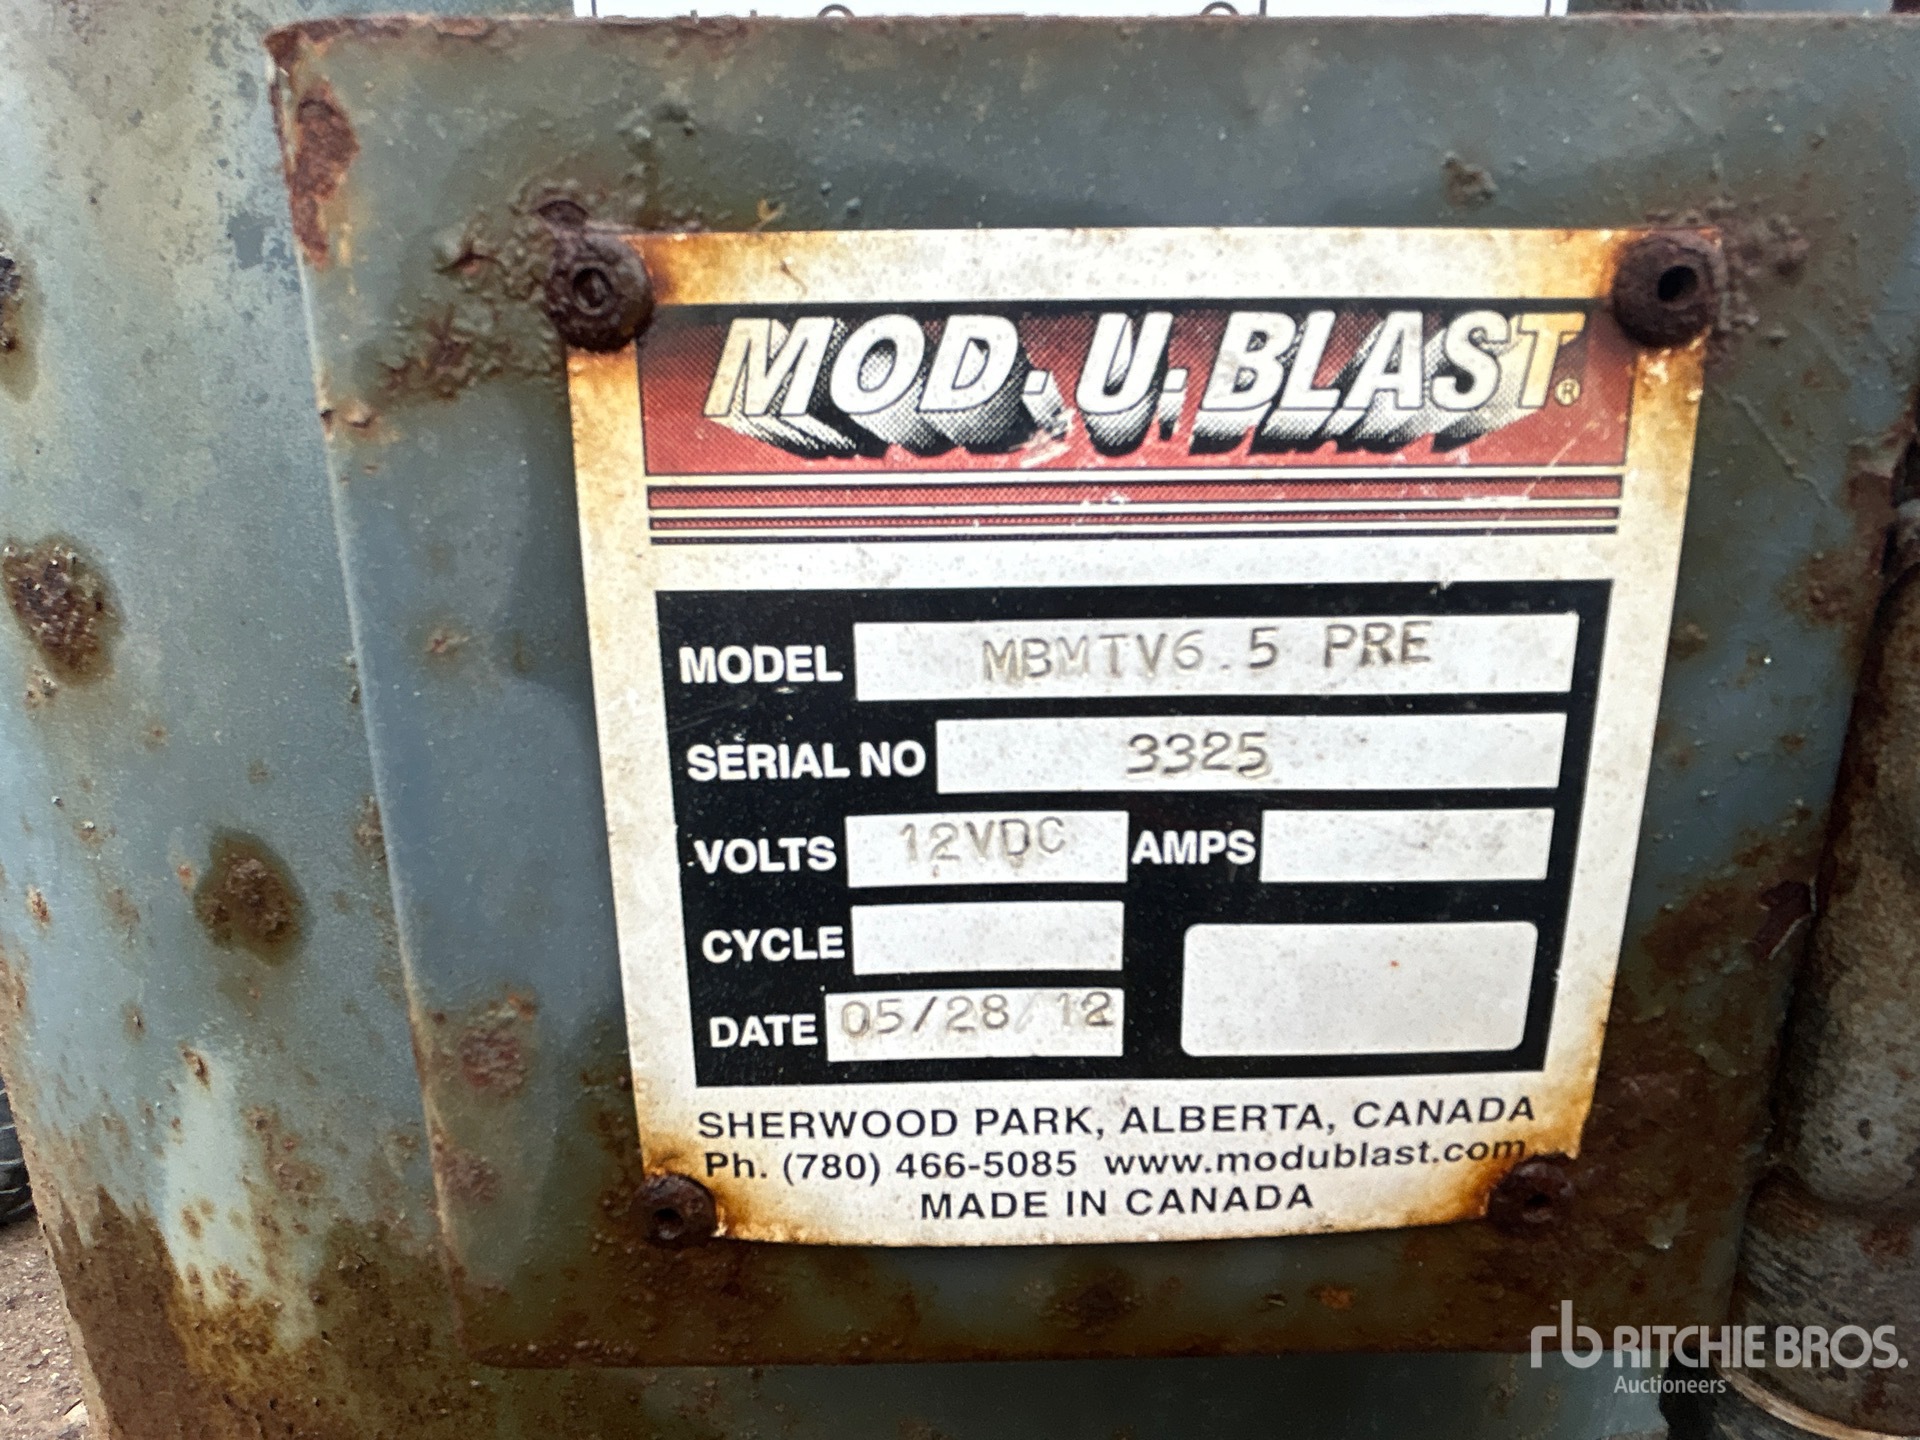 MOD-U-BLAST®
MODEL MBMTV6.5 PRE
SERIAL NO 3325
VOLTS 12VDC AMPS
CYCLE
DATE 05/28/12
SHERWOOD PARK, ALBERTA, CANADA
Ph. (780) 466-5085 www.modublast.com
MADE IN CANADA
rb RITCHIE BROS.
Auctioneers